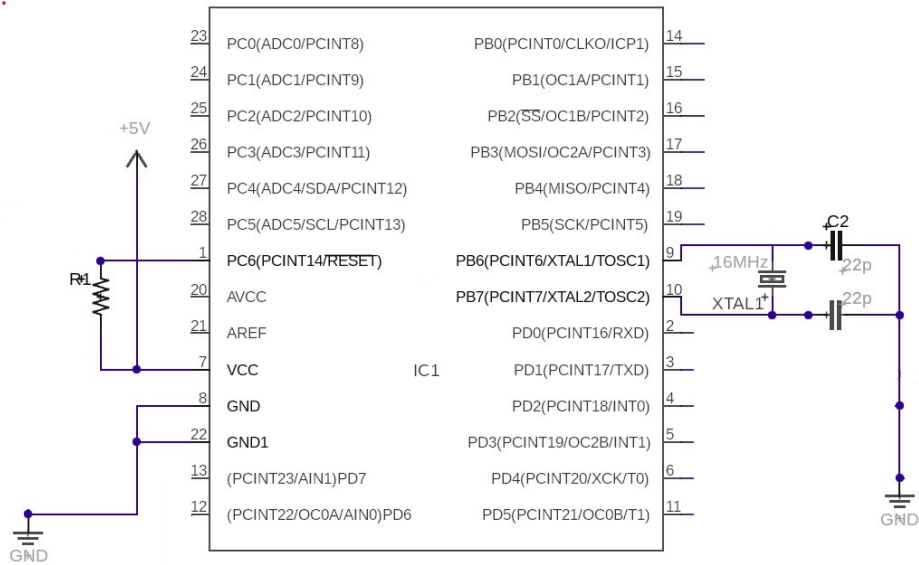 23 PC0(ADC0/PCINT8) PB0(PCINT0/CLKO/ICP1) 14
24 PC1(ADC1/PCINT9) PB1(OC1A/PCINT1) 15
25 PC2(ADC2/PCINT10) PB2(SS/OC1B/PCINT2) 16
+5V
26 PC3(ADC3/PCINT11) PB3(MOSI/OC2A/PCINT3) 17
27 PC4(ADC4/SDA/PCINT12) PB4(MISO/PCINT4) 18
28 PC5(ADC5/SCL/PCINT13) PB5(SCK/PCINT5) 19
C2
1 PC6(PCINT14/RESET) PB6(PCINT6/XTAL1/TOSC1) 9
16MHz
22p
R1
20 AVCC PB7(PCINT7/XTAL2/TOSC2) 10
XTAL1
22p
21 AREF PD0(PCINT16/RXD) 2
7 VCC IC1 PD1(PCINT17/TXD) 3
8 GND PD2(PCINT18/INT0) 4
22 GND1 PD3(PCINT19/OC2B/INT1) 5
13 (PCINT23/AIN1)PD7 PD4(PCINT20/XCK/T0) 6
12 (PCINT22/OC0A/AIN0)PD6 PD5(PCINT21/OC0B/T1) 11
GND
GND